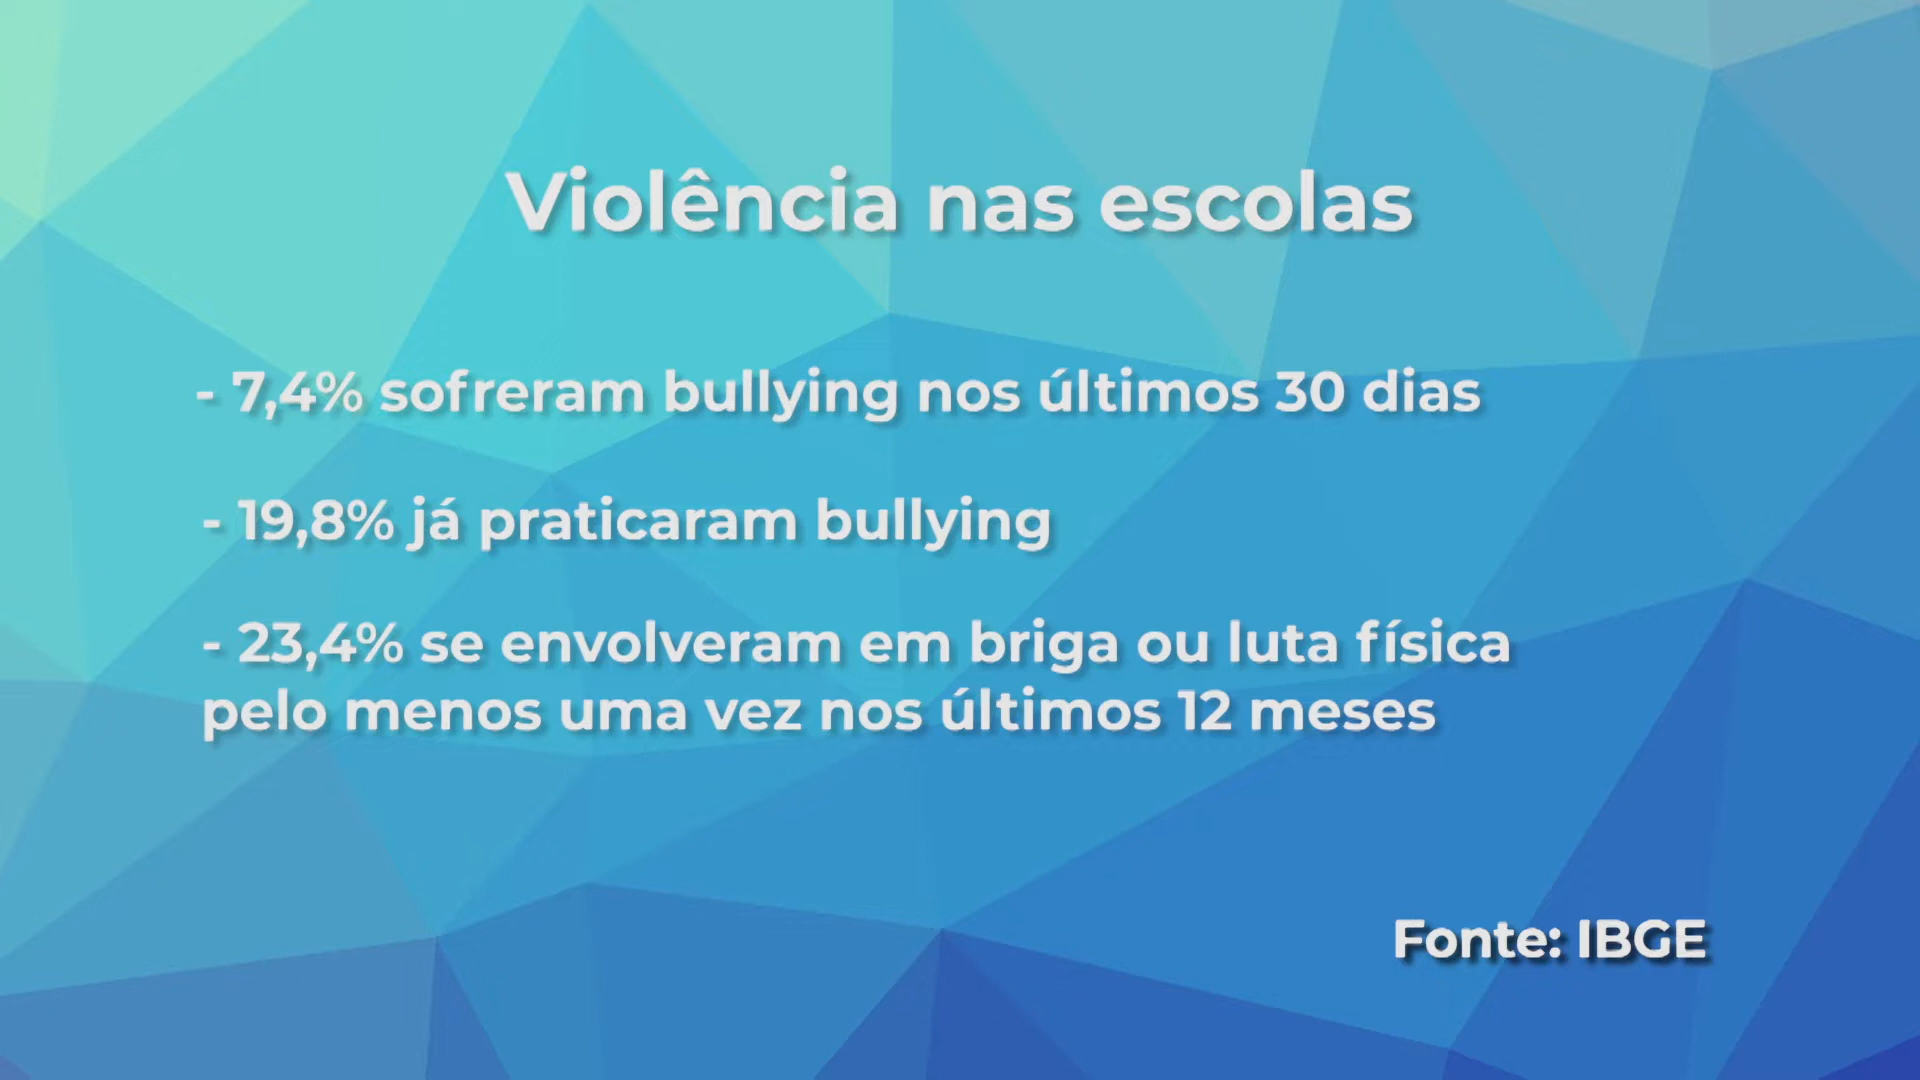 Violência nas escolas
- 7,4% sofreram bullying nos últimos 30 dias
- 19,8% já praticaram bullying
- 23,4% se envolveram em briga ou luta física
pelo menos uma vez nos últimos 12 meses
Fonte: IBGE